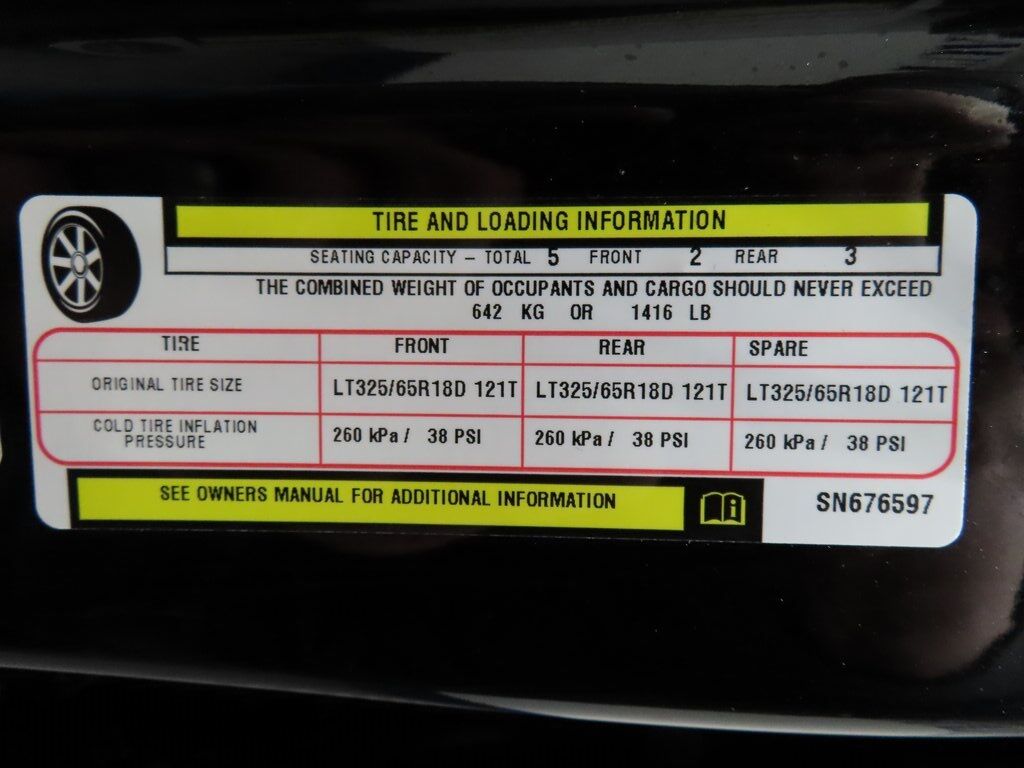 TIRE AND LOADING INFORMATION
SEATING CAPACITY – TOTAL 5 FRONT 2 REAR 3
THE COMBINED WEIGHT OF OCCUPANTS AND CARGO SHOULD NEVER EXCEED
642 KG OR 1416 LB
TIRE FRONT REAR SPARE
ORIGINAL TIRE SIZE LT325/65R18D 121T LT325/65R18D 121T LT325/65R18D 121T
COLD TIRE INFLATION
PRESSURE 260 kPa / 38 PSI 260 kPa / 38 PSI 260 kPa / 38 PSI
SEE OWNERS MANUAL FOR ADDITIONAL INFORMATION
SN676597